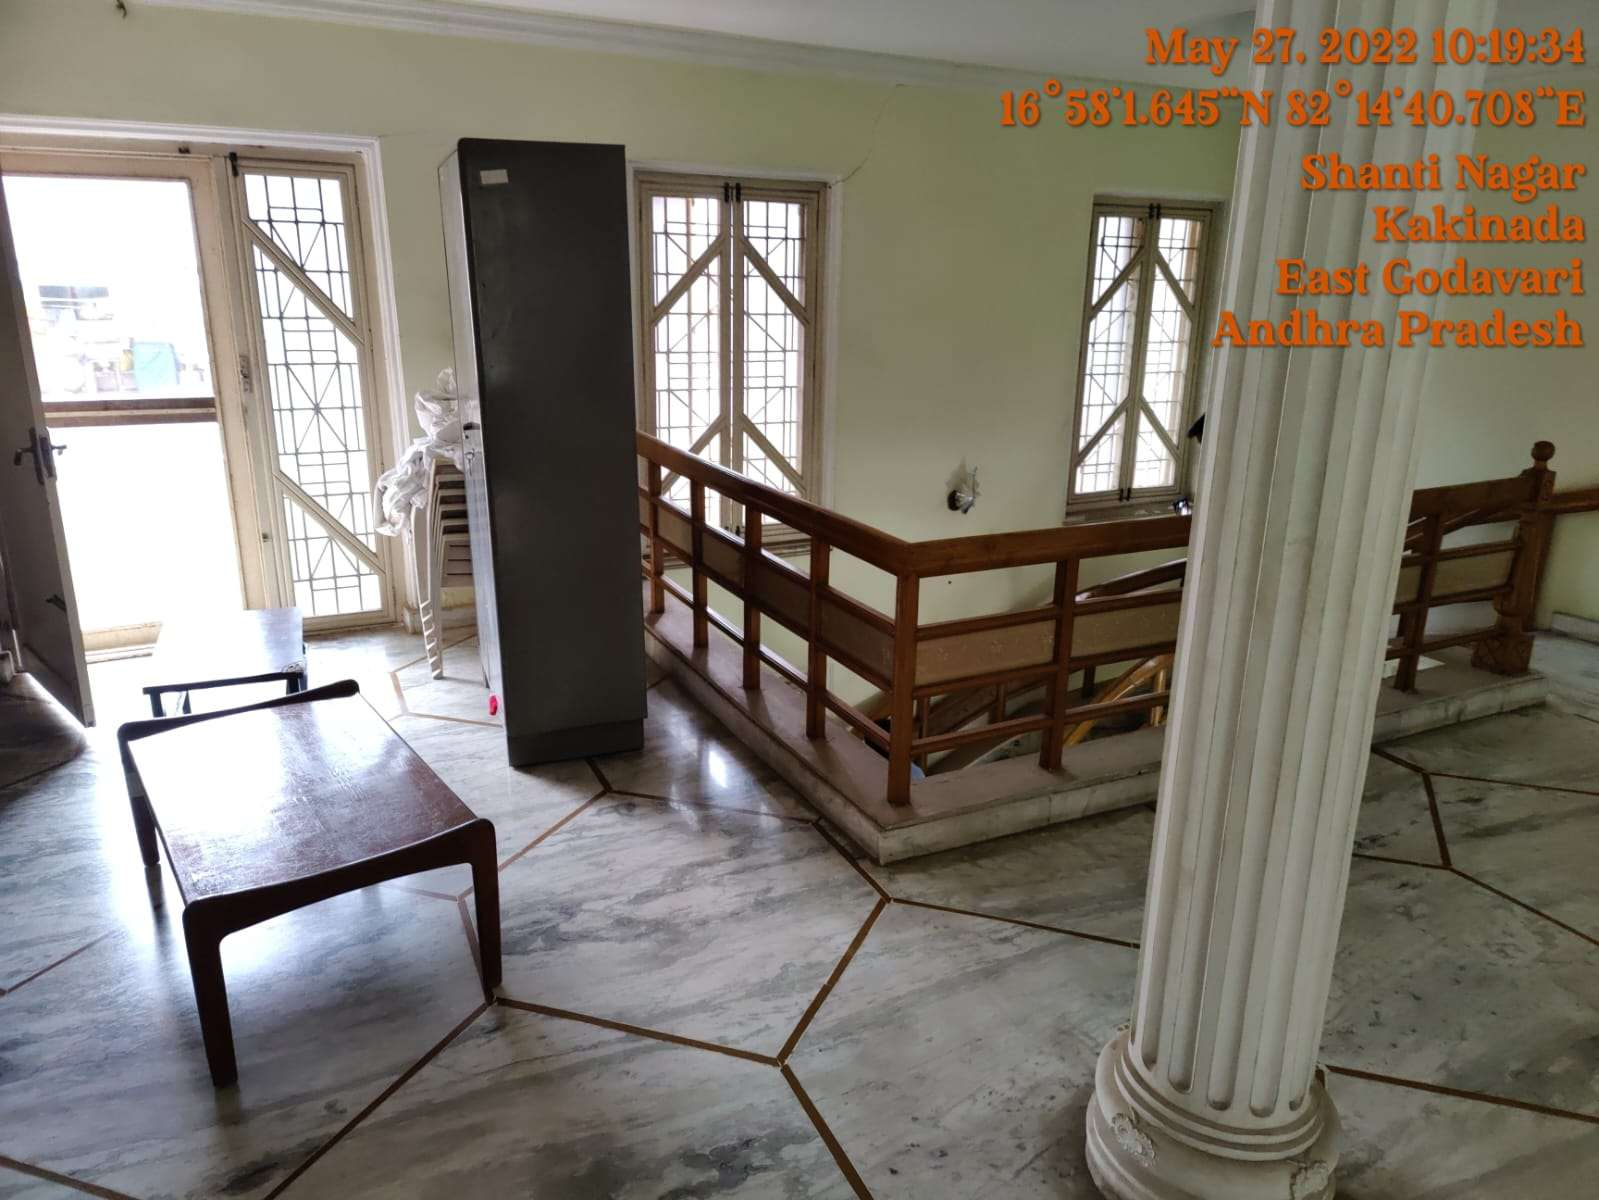 May 27, 2022 10:19:34
16°58'1.645"N 82°14'40.708"E
Shanti Nagar
Kakinada
East Godavari
Andhra Pradesh